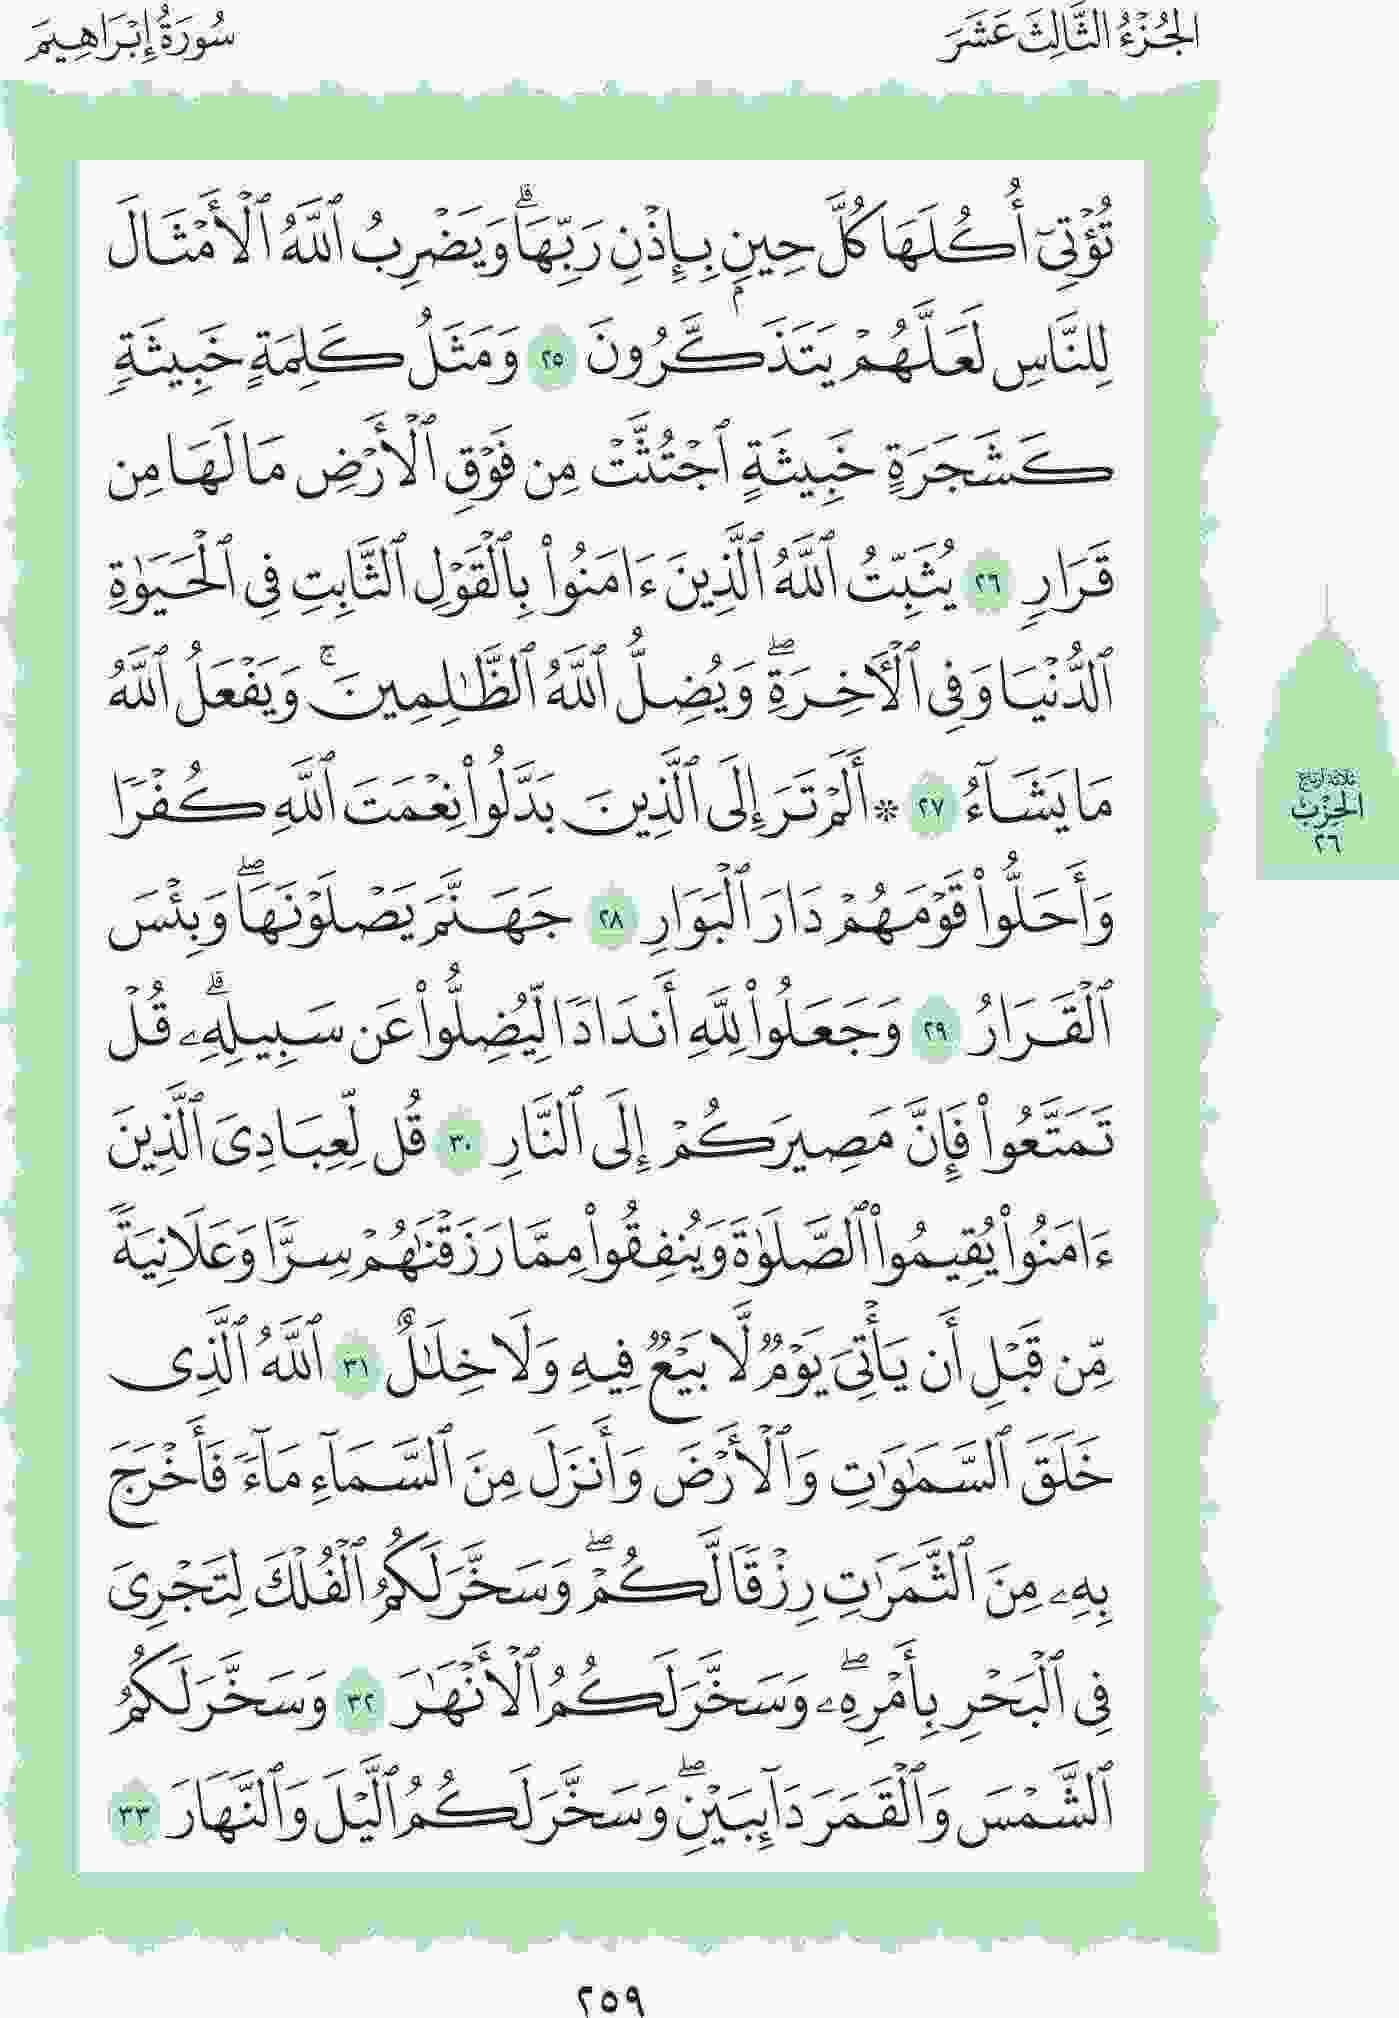 الجُزْءُ الثَّالِثَ عَشَرَ
سُورَةُ إِبْرَاهِيمَ
تُؤْتِيٓ أُكُلَهَا كُلَّ حِينِۭ بِإِذْنِ رَبِّهَاۗ وَيَضْرِبُ ٱللَّهُ ٱلْأَمْثَالَ
لِلنَّاسِ لَعَلَّهُمْ يَتَذَكَّرُونَ ٢٥ وَمَثَلُ كَلِمَةٍ خَبِيثَةٖ
كَشَجَرَةٍ خَبِيثَةٍ ٱجْتُثَّتْ مِن فَوْقِ ٱلْأَرْضِ مَا لَهَا مِن
قَرَارٖ ٢٦ يُثَبِّتُ ٱللَّهُ ٱلَّذِينَ ءَامَنُوا۟ بِٱلْقَوْلِ ٱلثَّابِتِ فِى ٱلْحَيَوٰةِ
ٱلدُّنْيَا وَفِى ٱلْأَخِرَةِۖ وَيُضِلُّ ٱللَّهُ ٱلظَّٰلِمِينَۚ وَيَفْعَلُ ٱللَّهُ
مَا يَشَآءُ ٢٧ ۞ أَلَمْ تَرَ إِلَى ٱلَّذِينَ بَدَّلُوا۟ نِعْمَتَ ٱللَّهِ كُفْرًا
وَأَحَلُّوا۟ قَوْمَهُمْ دَارَ ٱلْبَوَارِ ٢٨ جَهَنَّمَ يَصْلَوْنَهَاۖ وَبِئْسَ
ٱلْقَرَارُ ٢٩ وَجَعَلُوا۟ لِلَّهِ أَندَادًا لِّيُضِلُّوا۟ عَن سَبِيلِهِۦۗ قُلْ
تَمَتَّعُوا۟ فَإِنَّ مَصِيرَكُمْ إِلَى ٱلنَّارِ ٣٠ قُل لِّعِبَادِىَ ٱلَّذِينَ
ءَامَنُوا۟ يُقِيمُوا۟ ٱلصَّلَوٰةَ وَيُنفِقُوا۟ مِمَّا رَزَقْنَٰهُمْ سِرًّا وَعَلَانِيَةً
مِّن قَبْلِ أَن يَأْتِىَ يَوْمٌ لَّا بَيْعٌ فِيهِ وَلَا خِلَٰلٌ ٣١ ٱللَّهُ ٱلَّذِى
خَلَقَ ٱلسَّمَٰوَٰتِ وَٱلْأَرْضَ وَأَنزَلَ مِنَ ٱلسَّمَآءِ مَآءً فَأَخْرَجَ
بِهِۦ مِنَ ٱلثَّمَرَٰتِ رِزْقًا لَّكُمْۖ وَسَخَّرَ لَكُمُ ٱلْفُلْكَ لِتَجْرِىَ
فِى ٱلْبَحْرِ بِأَمْرِهِۦۖ وَسَخَّرَ لَكُمُ ٱلْأَنْهَٰرَ ٣٢ وَسَخَّرَ لَكُمُ
ٱلشَّمْسَ وَٱلْقَمَرَ دَآئِبَيْنِۖ وَسَخَّرَ لَكُمُ ٱلَّيْلَ وَٱلنَّهَارَ ٣٣
ثلاثة أرباع
الحِزْبِ
٢٦
٢٥٩